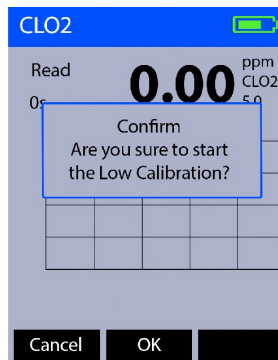 CLO2
Read 0.00 ppm
CLO2
0s 5.0
Confirm
Are you sure to start
the Low Calibration?
Cancel OK